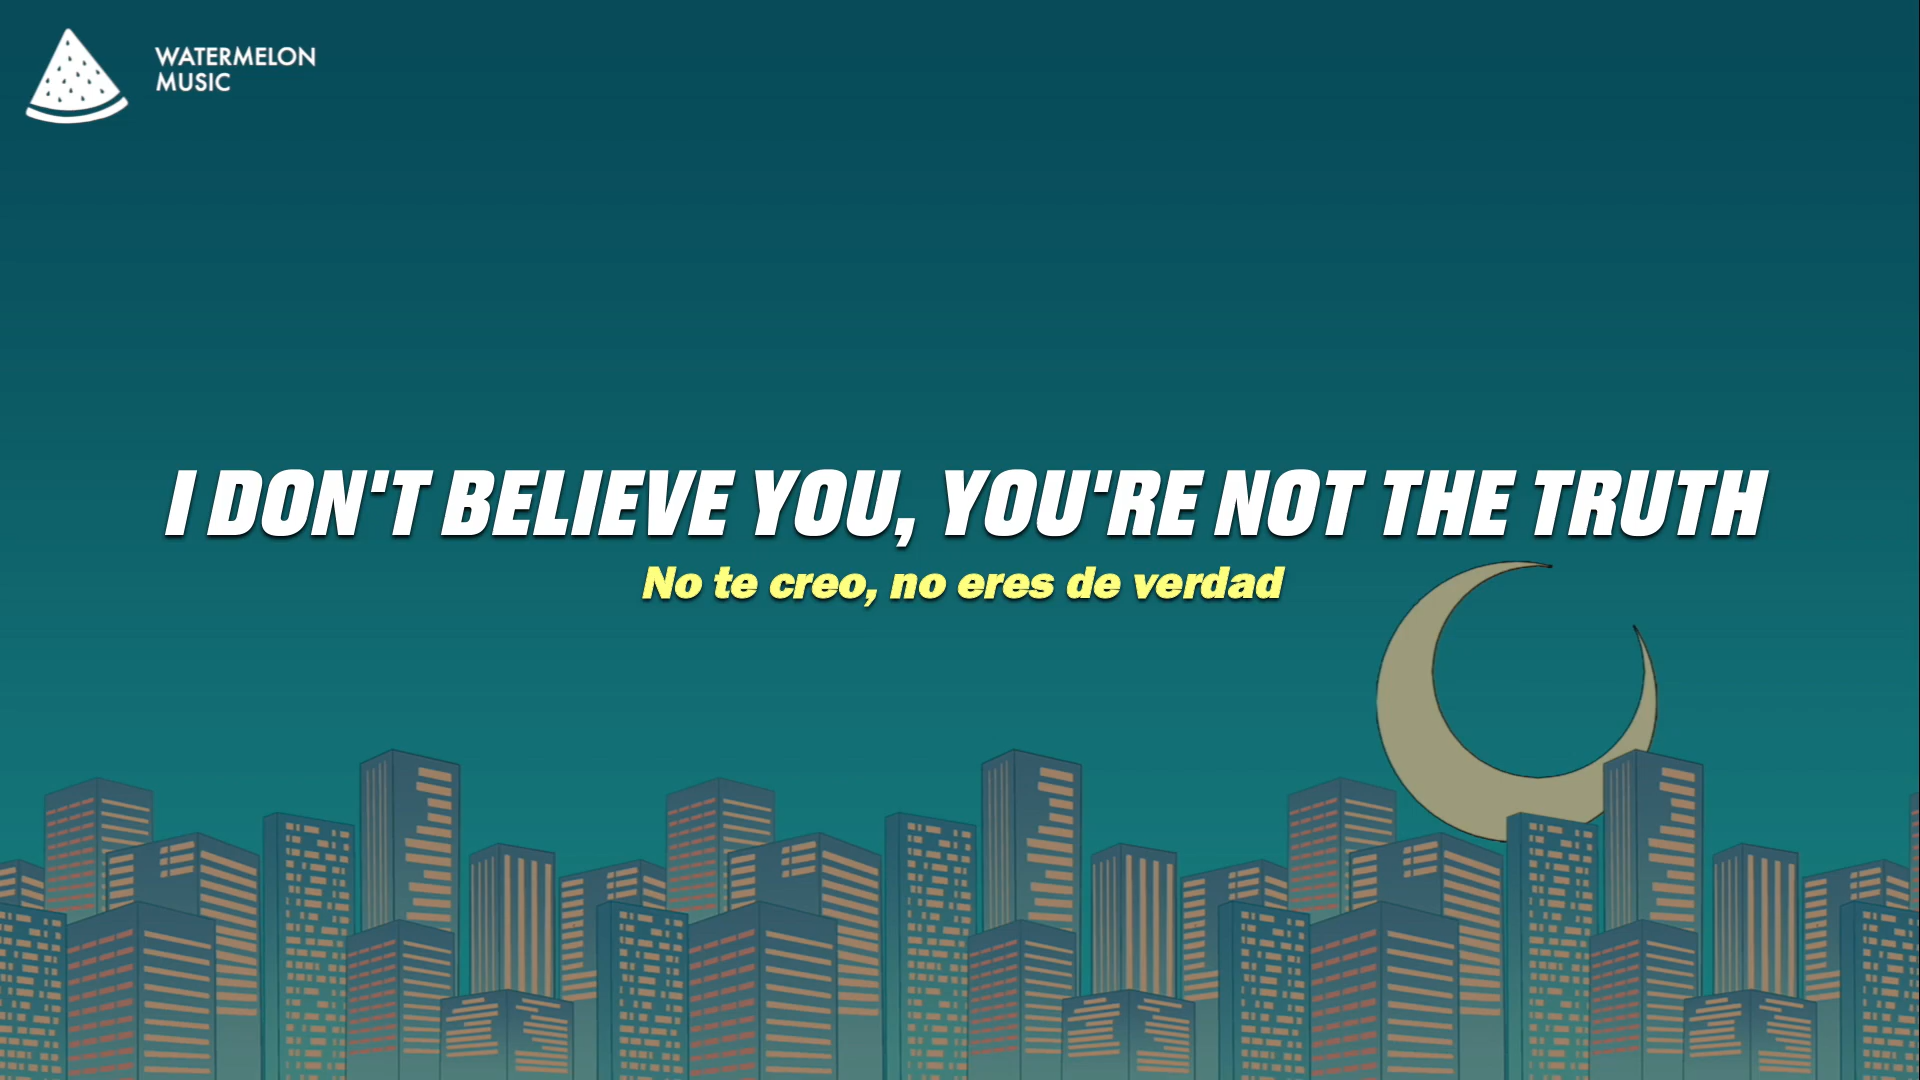 WATERMELON
MUSIC
I DON'T BELIEVE YOU, YOU'RE NOT THE TRUTH
No te creo, no eres de verdad